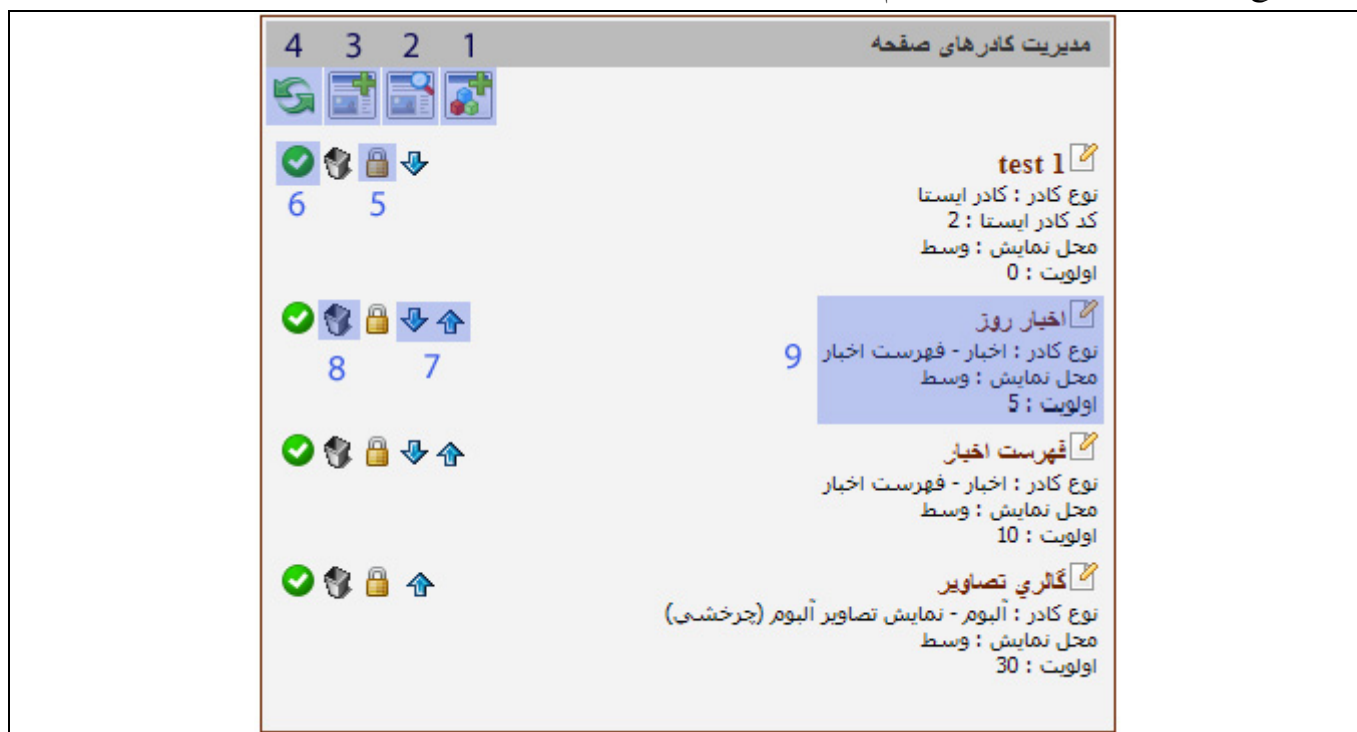 مدیریت کادرهای صفحه
4 3 2 1
test 1
نوع کادر : کادر ایستا
کد کادر ایستا : 2
محل نمایش : وسط
اولویت : 0
6 5
اخبار روز
نوع کادر : اخبار - فهرست اخبار
محل نمایش : وسط
اولویت : 5
9
8 7
فهرست اخبار
نوع کادر : اخبار - فهرست اخبار
محل نمایش : وسط
اولویت : 10
گالري تصاویر
نوع کادر : آلبوم - نمایش تصاویر آلبوم (چرخشی)
محل نمایش : وسط
اولویت : 30